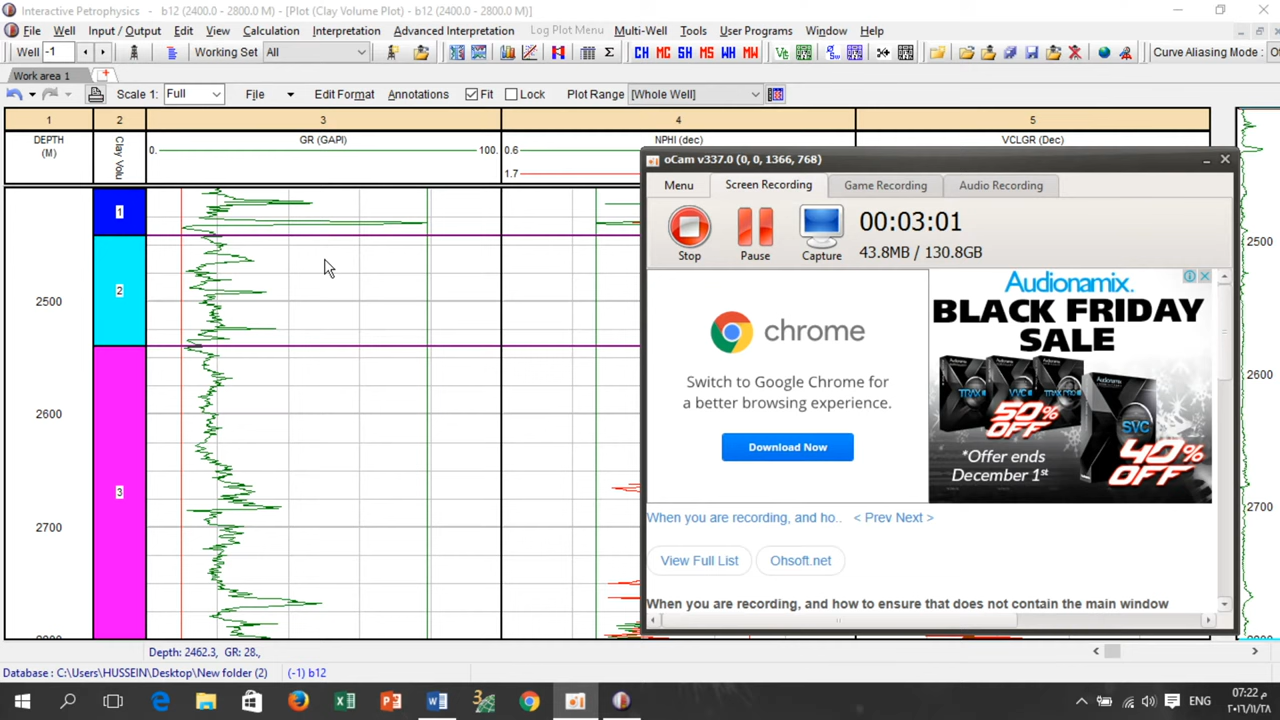 Interactive Petrophysics - b12 (2400.0 - 2800.0 M) - [Plot (Clay Volume Plot) - b12 (2400.0 - 2800.0 M)]
File Well Input / Output Edit View Calculation Interpretation Advanced Interpretation Log Plot Menu Multi-Well Tools User Programs Window Help
Well -1 Working Set All Σ CH MC SH MS WH MW Curve Aliasing Mode :
Work area 1
Scale 1: Full File Edit Format Annotations Fit Lock Plot Range [Whole Well]
1 2 3 4 5
DEPTH
(M)
Clay Volu
GR (GAPI)
0. 100.
NPHI (dec)
0.6
1.7
VCLGR (Dec)
1
2
3
2500
2600
2700
2500
2600
2700
oCam v337.0 (0, 0, 1366, 768)
Menu Screen Recording Game Recording Audio Recording
00:03:01
43.8MB / 130.8GB
Stop Pause Capture
chrome
Switch to Google Chrome for
a better browsing experience.
Download Now
Audionamix.
BLACK FRIDAY
SALE
Audionamix
TRAX
VVC
TRAX PRO
50%
OFF
SVC
40%
OFF
*Offer ends
December 1st
When you are recording, and ho.. < Prev Next >
View Full List Ohsoft.net
When you are recording, and how to ensure that does not contain the main window
Depth: 2462.3, GR: 28.,
Database : C:\Users\HUSSEIN\Desktop\New folder (2) (-1) b12
ENG
07:22 م
٢٠١٦/١١/٢٨